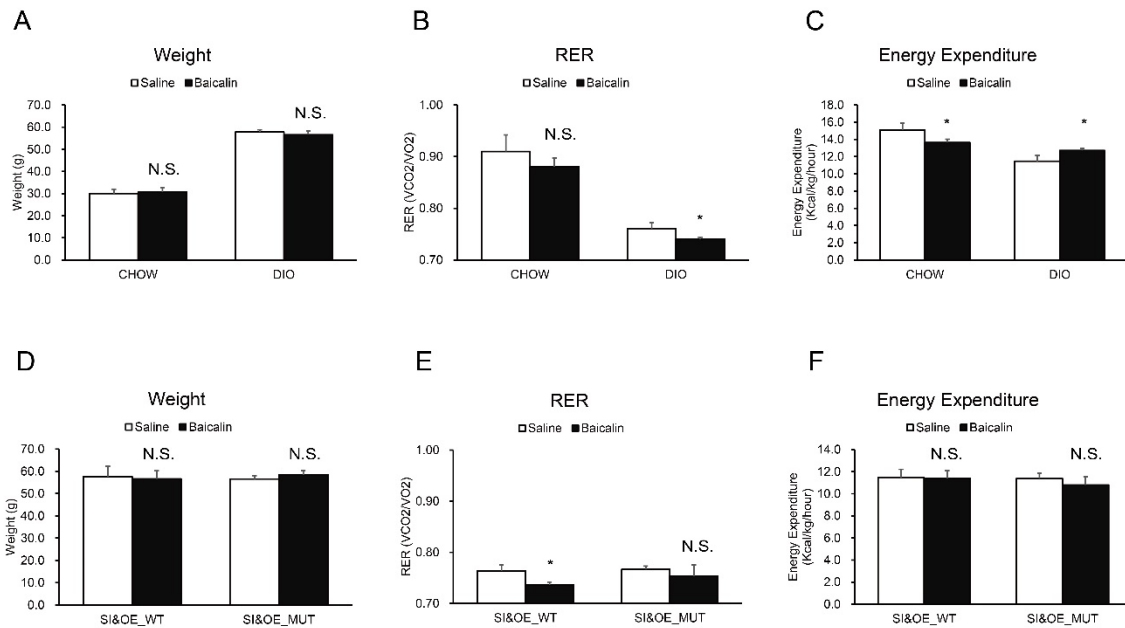 A
Weight
Saline Baicalin
Weight (g)
70.0
60.0
50.0
40.0
30.0
20.0
10.0
0.0
N.S.
N.S.
CHOW DIO
B
RER
Saline Baicalin
RER (VCO2/VO2)
1.00
0.90
0.80
0.70
N.S.
*
CHOW DIO
C
Energy Expenditure
Saline Baicalin
Energy Expenditure
(Kcal/kg/hour)
18.0
16.0
14.0
12.0
10.0
8.0
6.0
4.0
2.0
0.0
* *
CHOW DIO
D
Weight
Saline Baicalin
Weight (g)
70.0
60.0
50.0
40.0
30.0
20.0
10.0
0.0
N.S. N.S.
SI&OE_WT SI&OE_MUT
E
RER
Saline Baicalin
RER (VCO2/VO2)
1.00
0.90
0.80
0.70
* N.S.
SI&OE_WT SI&OE_MUT
F
Energy Expenditure
Saline Baicalin
Energy Expenditure
(Kcal/kg/hour)
14.0
12.0
10.0
8.0
6.0
4.0
2.0
0.0
N.S. N.S.
SI&OE_WT SI&OE_MUT